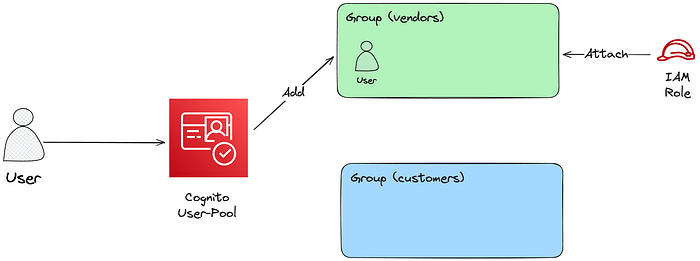 Group (vendors)
User
Add
Attach
IAM
Role
User
Cognito
User-Pool
Group (customers)